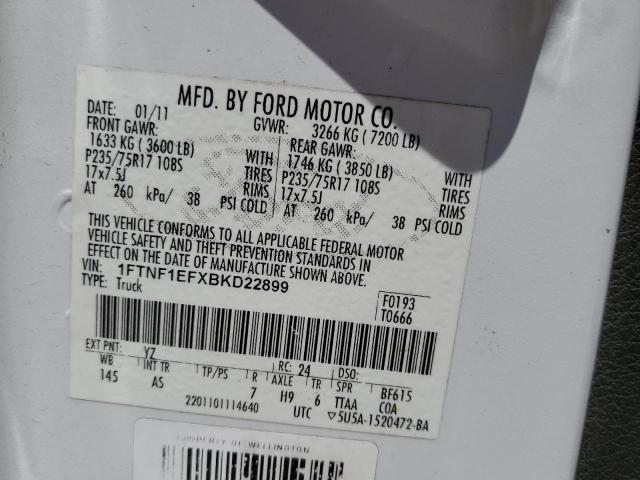 MFD. BY FORD MOTOR CO.
DATE: 01/11 GVWR: 3266 KG ( 7200 LB)
FRONT GAWR: REAR GAWR:
1633 KG ( 3600 LB) WITH 1746 KG ( 3850 LB) WITH
P235/75R17 108S TIRES P235/75R17 108S TIRES
17x7.5J RIMS 17x7.5J RIMS
AT 260 kPa/ 38 PSI COLD AT 260 kPa/ 38 PSI COLD
THIS VEHICLE CONFORMS TO ALL APPLICABLE FEDERAL MOTOR
VEHICLE SAFETY AND THEFT PREVENTION STANDARDS IN
EFFECT ON THE DATE OF MANUFACTURE SHOWN ABOVE.
VIN: 1FTNF1EFXBKD22899
TYPE: Truck
F0193
T0666
EXT PNT: YZ RC: 24 DSO:
WB INT TR TP/PS R AXLE TR SPR BF615
145 AS 7 H9 6 TTAA COA
2201101114640 UTC ▽5U5A-1520472-BA
PROPERTY OF WELLINGTON